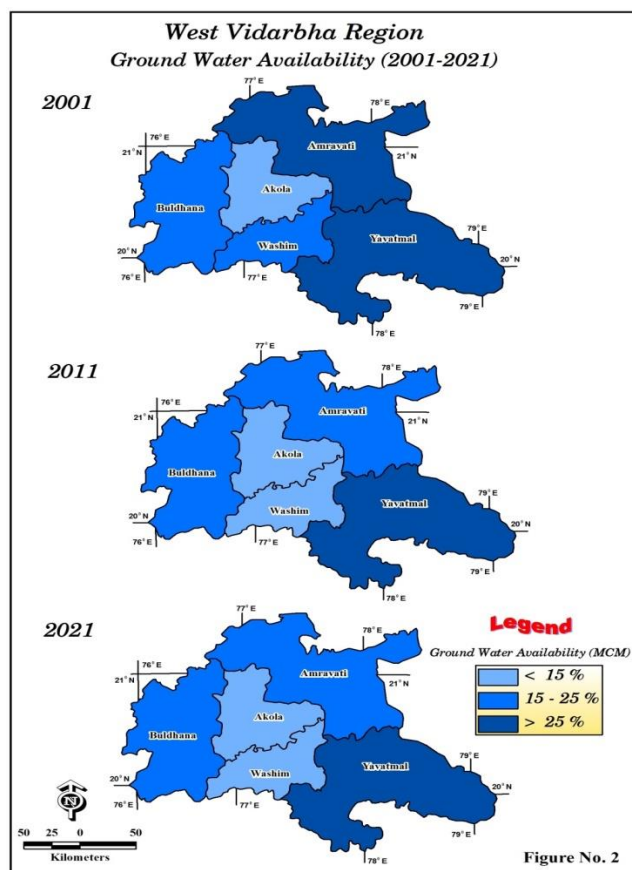 West Vidarbha Region
Ground Water Availability (2001-2021)
2001
77° E
78° E
76° E
21° N
Amravati
21° N
Akola
Buldhana
Washim
Yavatmal
79° E
20° N
20° N
76° E
77° E
79° E
78° E
2011
77° E
78° E
76° E
21° N
Amravati
21° N
Akola
Buldhana
Washim
Yavatmal
79° E
20° N
20° N
76° E
77° E
79° E
78° E
2021
77° E
78° E
76° E
21° N
Amravati
21° N
Akola
Buldhana
Washim
Yavatmal
79° E
20° N
20° N
76° E
77° E
79° E
78° E
Legend
Ground Water Availability (MCM)
< 15 %
15 - 25 %
> 25 %
N
50 25 0 50
Kilometers
Figure No. 2